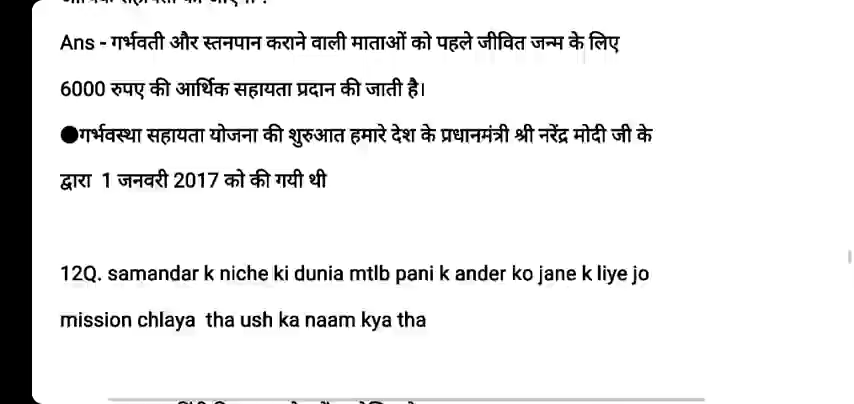 Ans - गर्भवती और स्तनपान कराने वाली माताओं को पहले जीवित जन्म के लिए
6000 रुपए की आर्थिक सहायता प्रदान की जाती है।
●गर्भवस्था सहायता योजना की शुरुआत हमारे देश के प्रधानमंत्री श्री नरेंद्र मोदी जी के
द्वारा 1 जनवरी 2017 को की गयी थी
12Q. samandar k niche ki dunia mtlb pani k ander ko jane k liye jo
mission chlaya tha ush ka naam kya tha